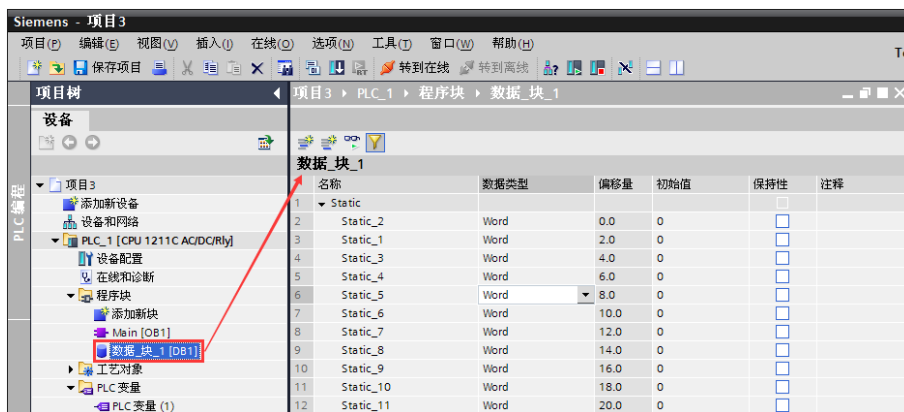 Siemens - 项目3
项目(P) 编辑(E) 视图(V) 插入(I) 在线(O) 选项(N) 工具(T) 窗口(W) 帮助(H)
保存项目 转到在线 转到离线
项目树
项目3 PLC_1 程序块 数据_块_1
设备
PLC 编程
项目3
添加新设备
设备和网络
PLC_1 [CPU 1211C AC/DC/Rly]
设备配置
在线和诊断
程序块
添加新块
Main [OB1]
数据_块_1 [DB1]
工艺对象
PLC 变量
PLC 变量 (1)
数据_块_1
名称 数据类型 偏移量 初始值 保持性 注释
1 Static
2 Static_2 Word 0.0 0
3 Static_1 Word 2.0 0
4 Static_3 Word 4.0 0
5 Static_4 Word 6.0 0
6 Static_5 Word 8.0 0
7 Static_6 Word 10.0 0
8 Static_7 Word 12.0 0
9 Static_8 Word 14.0 0
10 Static_9 Word 16.0 0
11 Static_10 Word 18.0 0
12 Static_11 Word 20.0 0